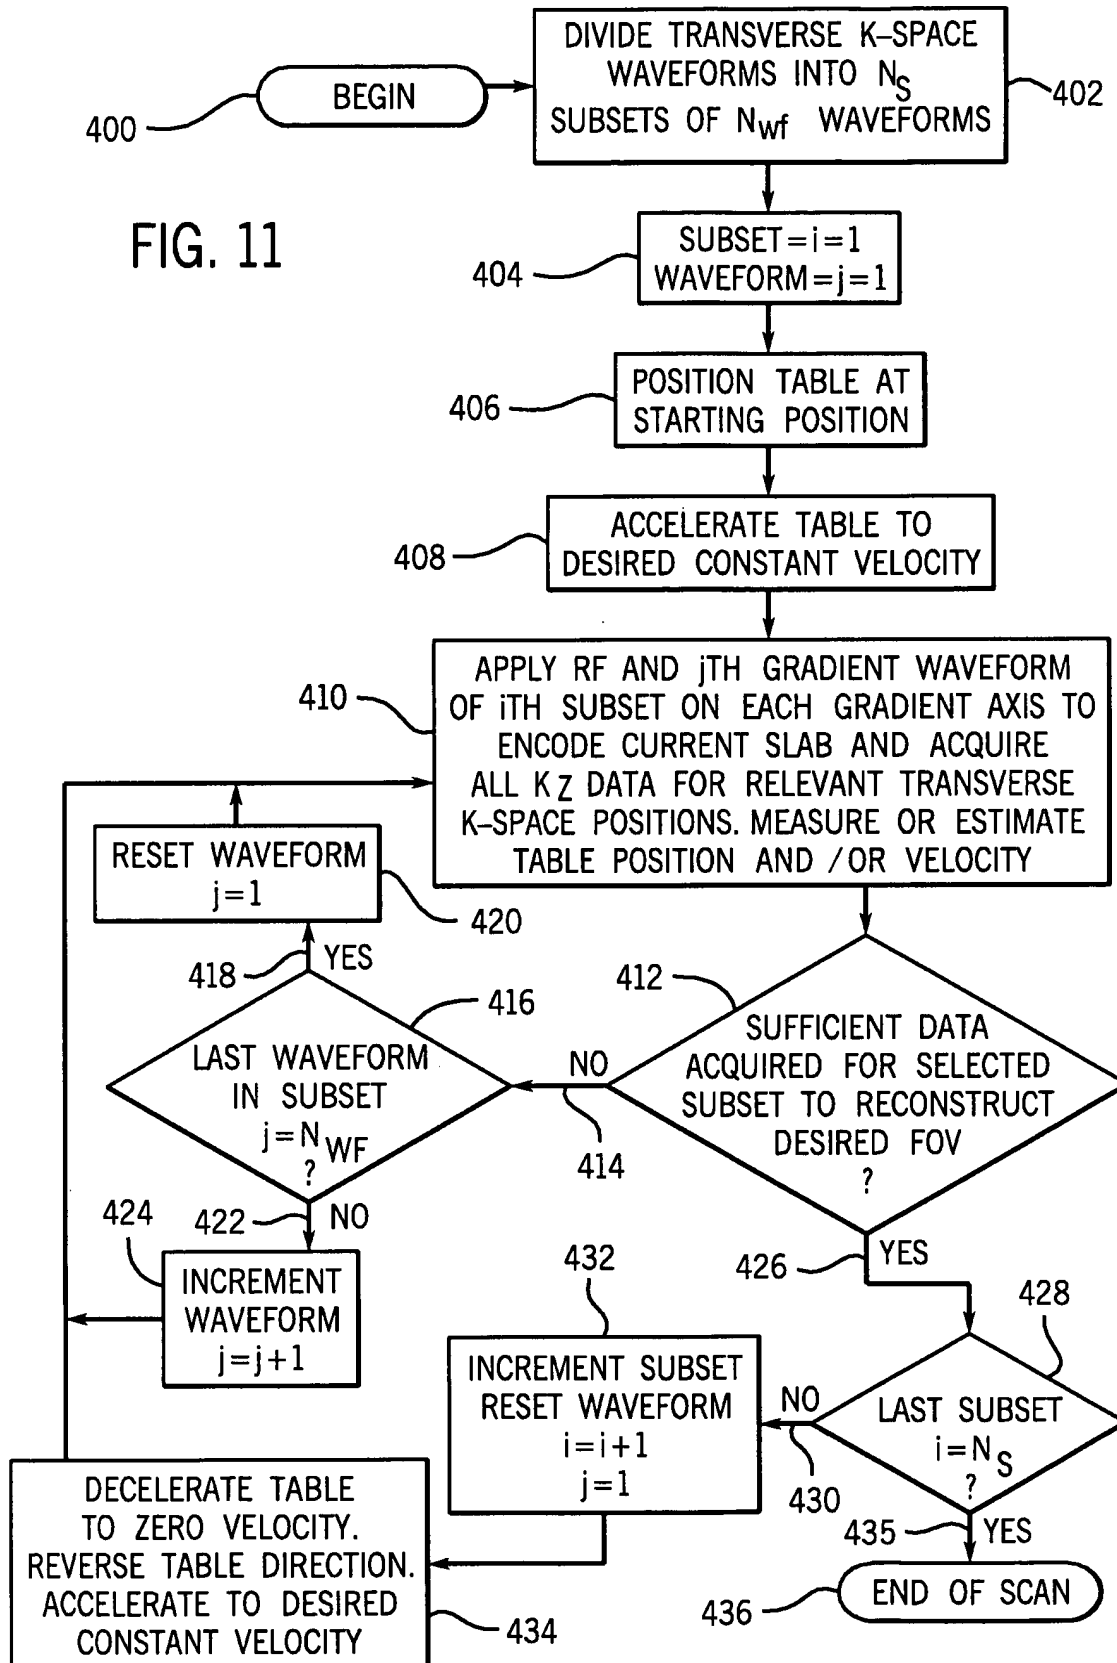 DIVIDE TRANSVERSE K-SPACE
WAVEFORMS INTO NS
SUBSETS OF Nwf WAVEFORMS
402
BEGIN
400
FIG. 11
SUBSET=i=1
WAVEFORM=j=1
404
POSITION TABLE AT
STARTING POSITION
406
ACCELERATE TABLE TO
DESIRED CONSTANT VELOCITY
408
APPLY RF AND jTH GRADIENT WAVEFORM
OF iTH SUBSET ON EACH GRADIENT AXIS TO
ENCODE CURRENT SLAB AND ACQUIRE
ALL KZ DATA FOR RELEVANT TRANSVERSE
K-SPACE POSITIONS. MEASURE OR ESTIMATE
TABLE POSITION AND /OR VELOCITY
410
RESET WAVEFORM
j=1
420
418
YES
416
LAST WAVEFORM
IN SUBSET
j=NWF
?
412
SUFFICIENT DATA
ACQUIRED FOR SELECTED
SUBSET TO RECONSTRUCT
DESIRED FOV
?
NO
414
422
NO
424
INCREMENT
WAVEFORM
j=j+1
426
YES
428
LAST SUBSET
i=NS
?
NO
430
432
INCREMENT SUBSET
RESET WAVEFORM
i=i+1
j=1
DECELERATE TABLE
TO ZERO VELOCITY.
REVERSE TABLE DIRECTION.
ACCELERATE TO DESIRED
CONSTANT VELOCITY
434
435
YES
END OF SCAN
436